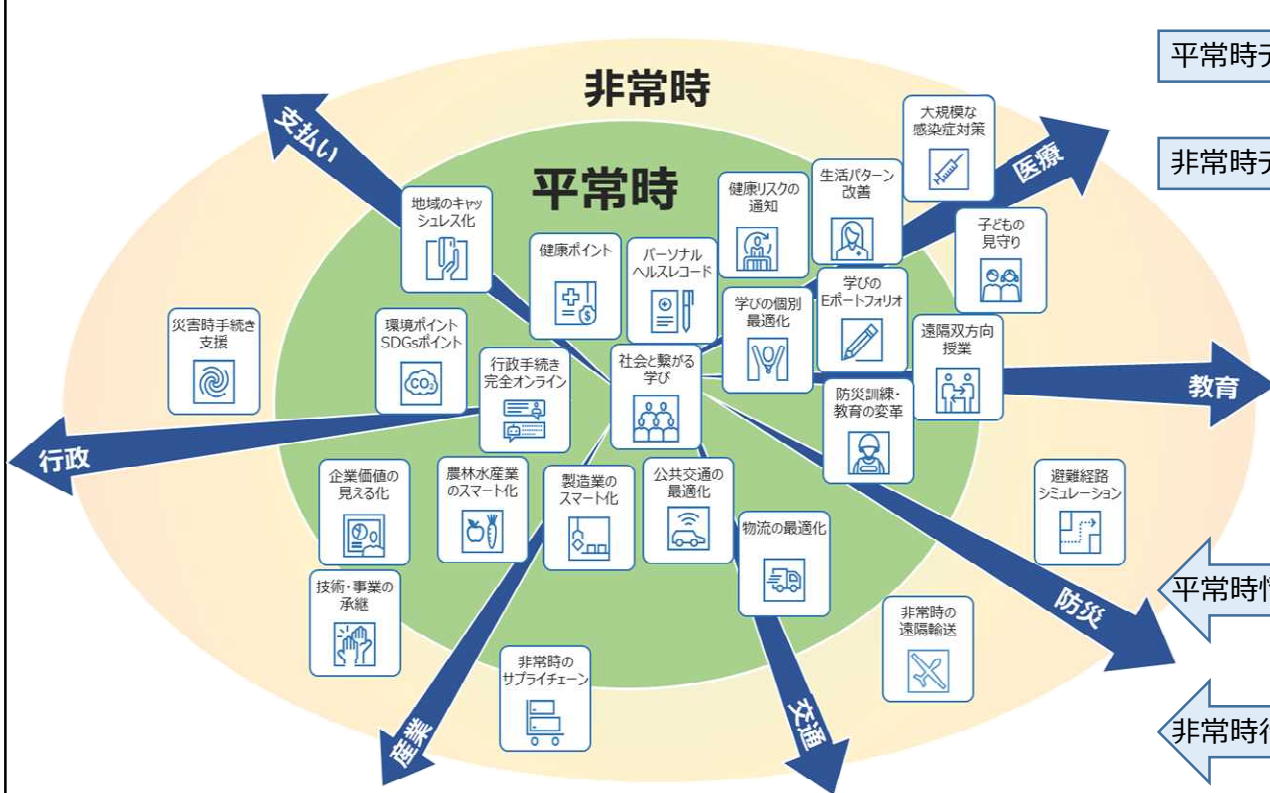 非常時
平常時
支払い
医療
教育
防災
交通
産業
行政
大規模な
感染症対策
生活パターン
改善
健康リスクの
通知
子どもの
見守り
地域のキャッ
シュレス化
健康ポイント
パーソナル
ヘルスレコード
学びの個別
最適化
学びの
Eポートフォリオ
遠隔双方向
授業
災害時手続き
支援
環境ポイント
SDGsポイント
CO₂
行政手続き
完全オンライン
社会と繋がる
学び
防災訓練・
教育の変革
企業価値の
見える化
農林水産業
のスマート化
製造業の
スマート化
公共交通の
最適化
物流の最適化
避難経路
シミュレーション
技術・事業の
承継
非常時の
サプライチェーン
非常時の
遠隔輸送
平常時デ
非常時デ
平常時
非常時行